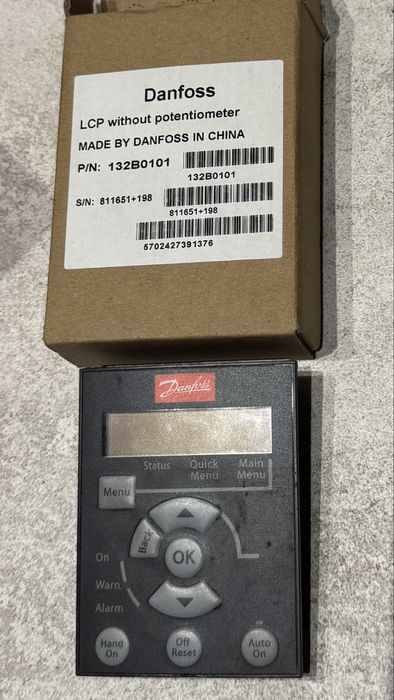 Danfoss
LCP without potentiometer
MADE BY DANFOSS IN CHINA
P/N: 132B0101
132B0101
S/N: 811651+198
811651+198
5702427391376
Danfoss
Status Quick Menu Main Menu
Menu
Back
OK
On
Warn.
Alarm
Hand On
Off Reset
Auto On